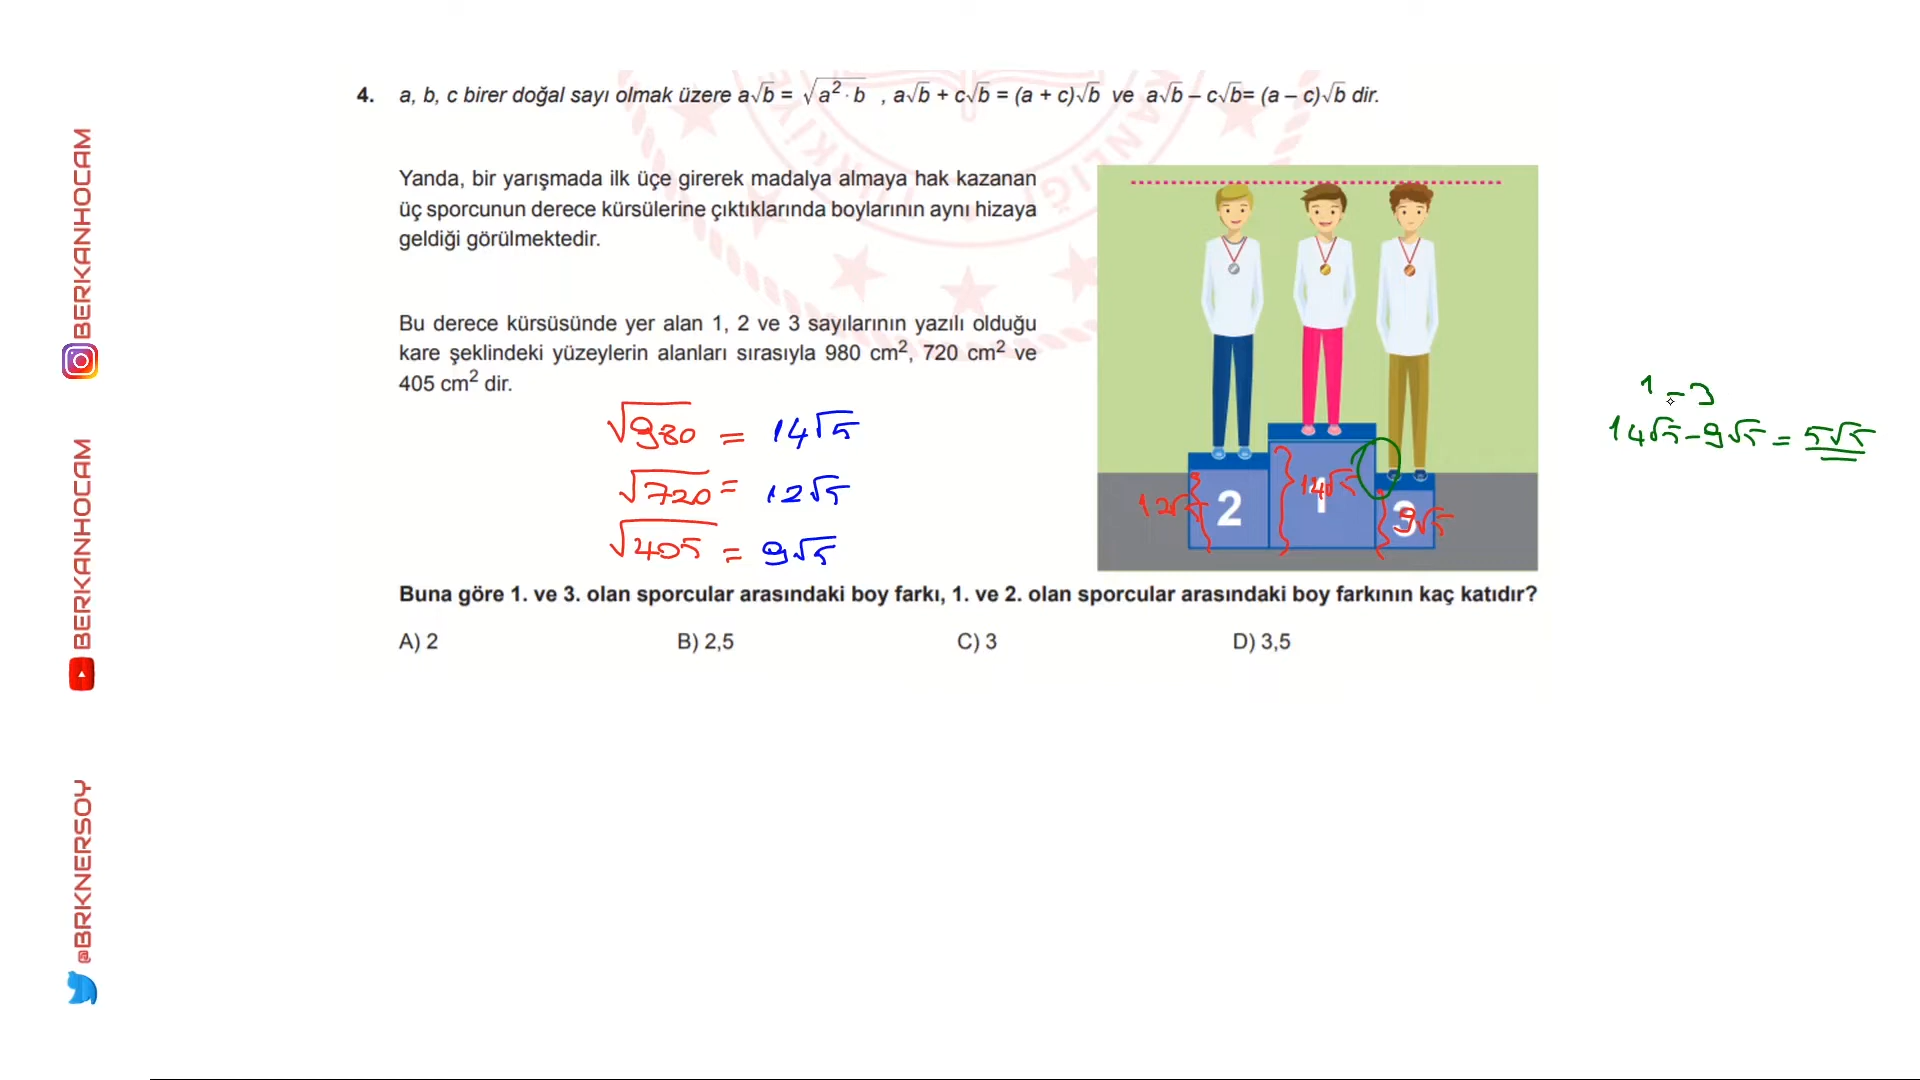 4. a, b, c birer doğal sayı olmak üzere a√b = √(a² · b) , a√b + c√b = (a + c)√b ve a√b – c√b= (a – c)√b dir.
Yanda, bir yarışmada ilk üçe girerek madalya almaya hak kazanan
üç sporcunun derece kürsülerine çıktıklarında boylarının aynı hizaya
geldiği görülmektedir.
Bu derece kürsüsünde yer alan 1, 2 ve 3 sayılarının yazılı olduğu
kare şeklindeki yüzeylerin alanları sırasıyla 980 cm², 720 cm² ve
405 cm² dir.
√980 = 14√5
√720 = 12√5
√405 = 9√5
12√5 2 14√5 1 9√5 3
1 – 3
14√5 – 9√5 = 5√5
Buna göre 1. ve 3. olan sporcular arasındaki boy farkı, 1. ve 2. olan sporcular arasındaki boy farkının kaç katıdır?
A) 2 B) 2,5 C) 3 D) 3,5
BERKANHOCAM
BERKANHOCAM
@BRKNERSOY